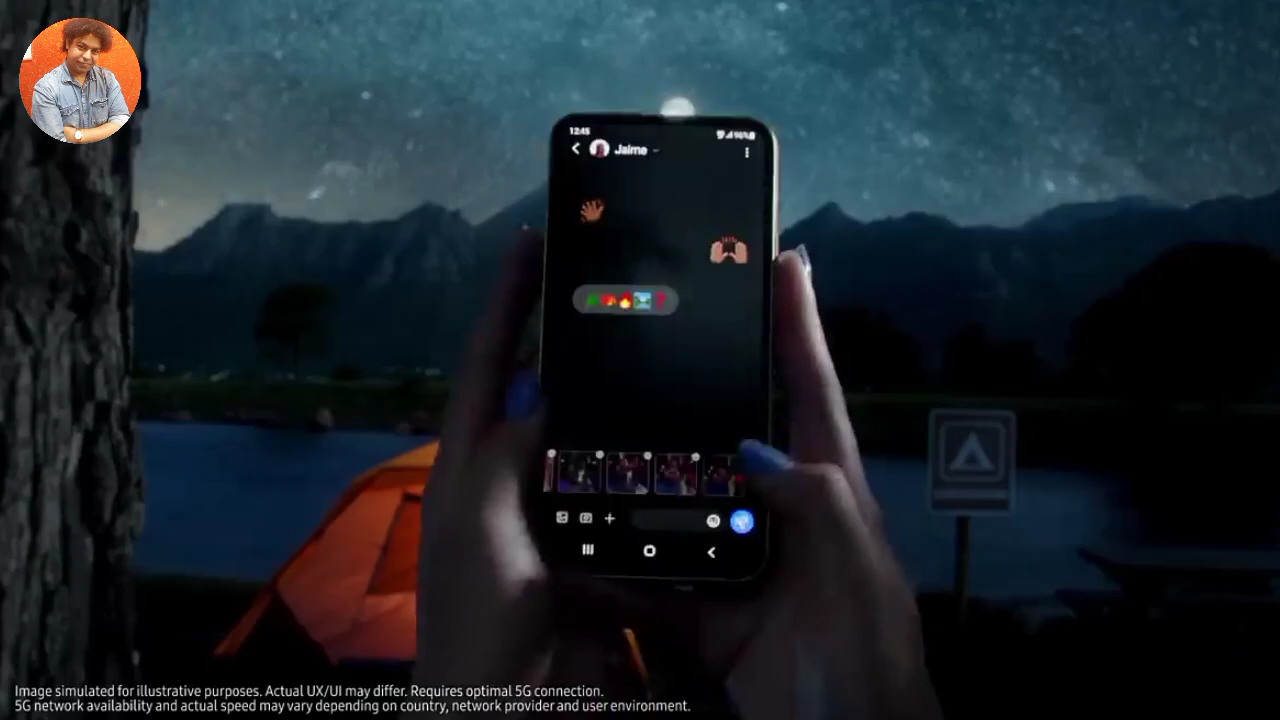 12:45
Jaime
Image simulated for illustrative purposes. Actual UX/UI may differ. Requires optimal 5G connection.
5G network availability and actual speed may vary depending on country, network provider and user environment.